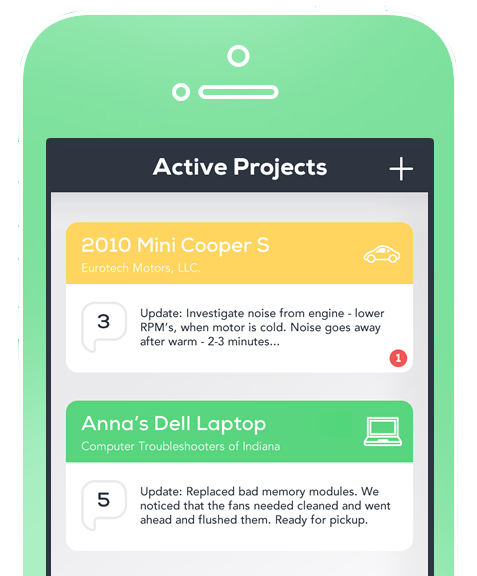 Active Projects
2010 Mini Cooper S
Eurotech Motors, LLC.
3
Update: Investigate noise from engine - lower
RPM's, when motor is cold. Noise goes away
after warm - 2-3 minutes...
1
Anna's Dell Laptop
Computer Troubleshooters of Indiana
5
Update: Replaced bad memory modules. We
noticed that the fans needed cleaned and went
ahead and flushed them. Ready for pickup.